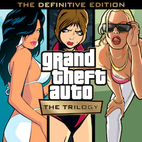 THE DEFINITIVE EDITION
grand
theft
auto
THE TRILOGY